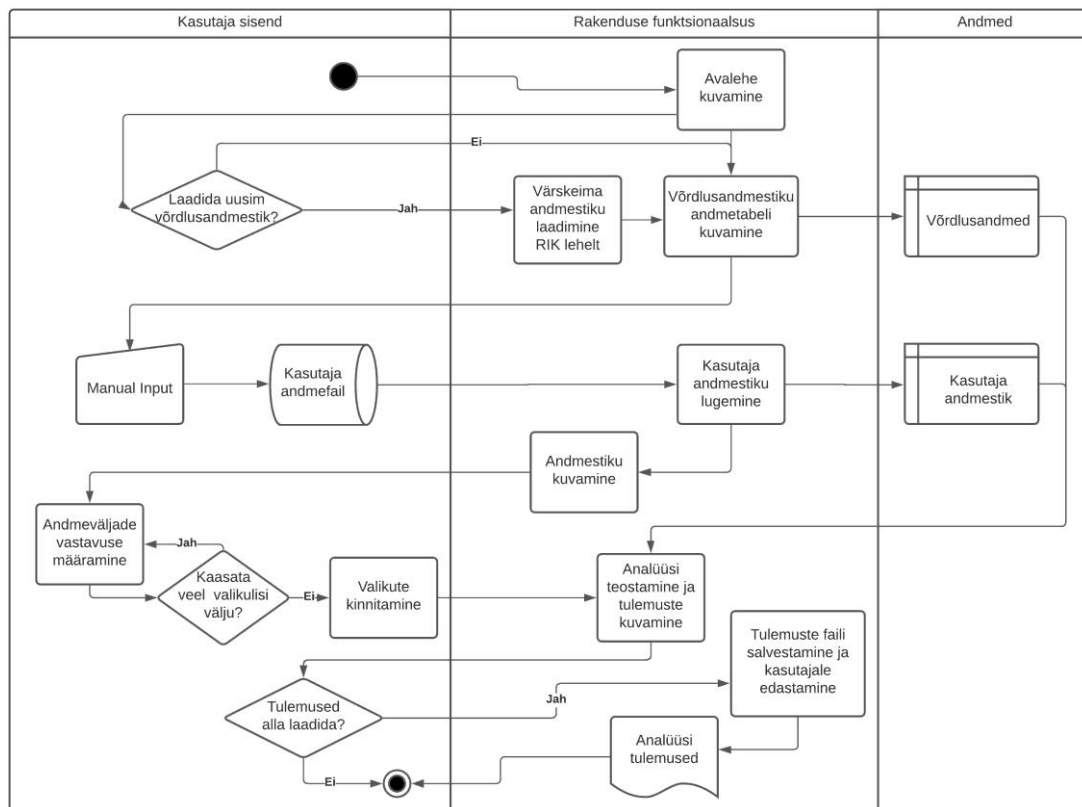 Kasutaja sisend
Rakenduse funktsionaalsus
Andmed
Avalehe
kuvamine
Ei
Laadida uusim
võrdlusandmestik?
Jah
Värskeima
andmestiku
laadimine
RIK lehelt
Võrdlusandmestiku
andmetabeli
kuvamine
Võrdlusandmed
Manual Input
Kasutaja
andmefail
Kasutaja
andmestiku
lugemine
Kasutaja
andmestik
Andmestiku
kuvamine
Andmeväljade
vastavuse
määramine
Jah
Kaasata
veel valikulisi
välju?
Ei
Valikute
kinnitamine
Analüüsi
teostamine ja
tulemuste
kuvamine
Tulemuste faili
salvestamine ja
kasutajale
edastamine
Tulemused
alla laadida?
Jah
Analüüsi
tulemused
Ei